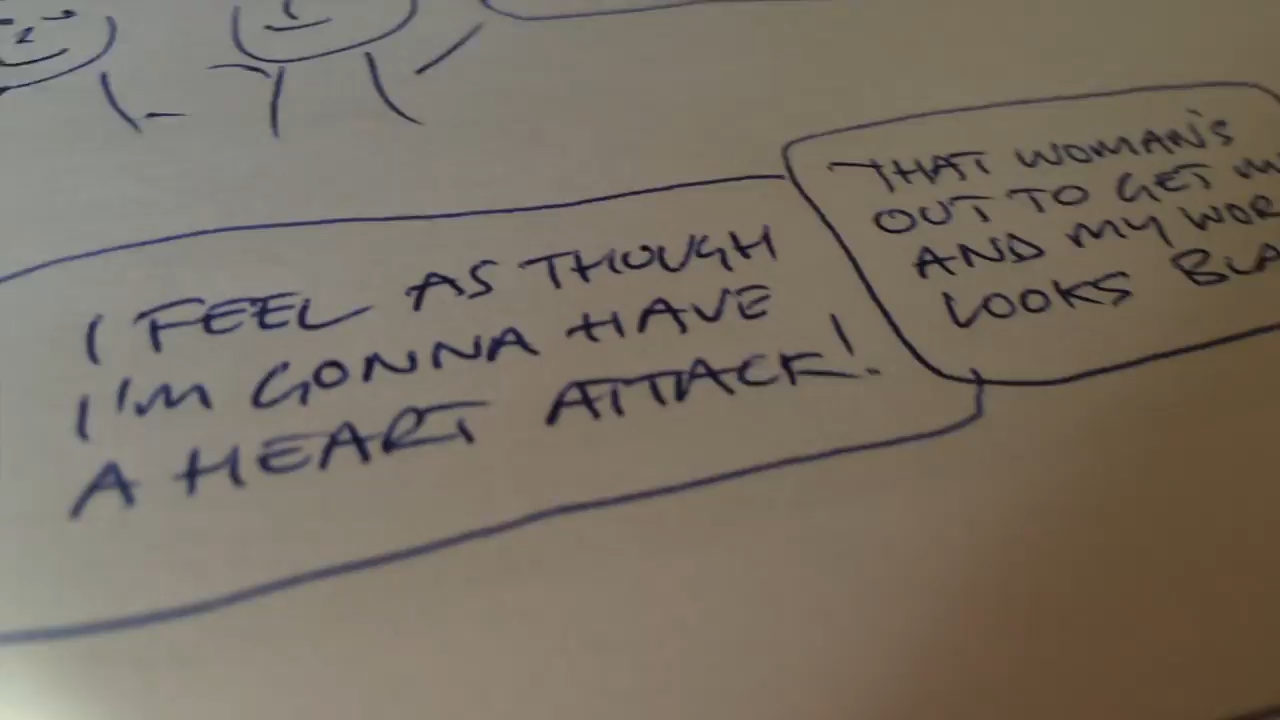 I FEEL AS THOUGH
I'M GONNA HAVE
A HEART ATTACK!
THAT WOMAN'S
OUT TO GET
AND MY
LOOKS